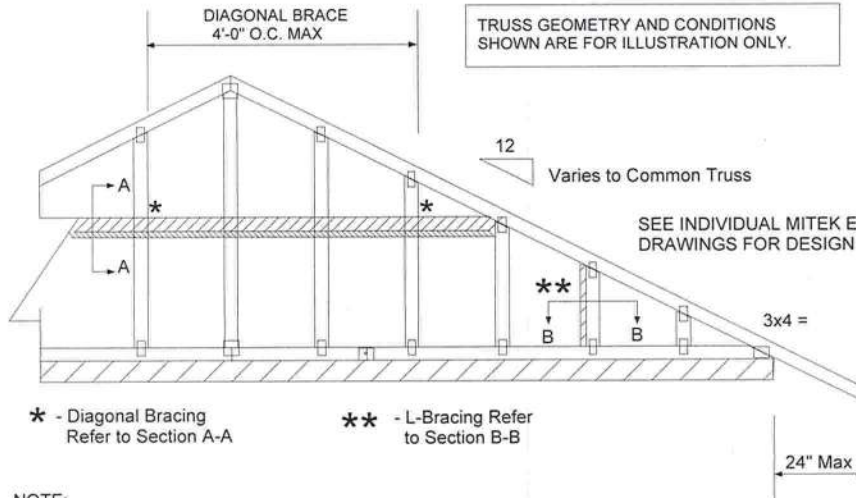 DIAGONAL BRACE
4'-0" O.C. MAX
TRUSS GEOMETRY AND CONDITIONS
SHOWN ARE FOR ILLUSTRATION ONLY.
12
Varies to Common Truss
A
*
*
SEE INDIVIDUAL MITEK E
DRAWINGS FOR DESIGN
A
**
B
B
3x4 =
* - Diagonal Bracing
Refer to Section A-A
** - L-Bracing Refer
to Section B-B
24" Max
NOTE: